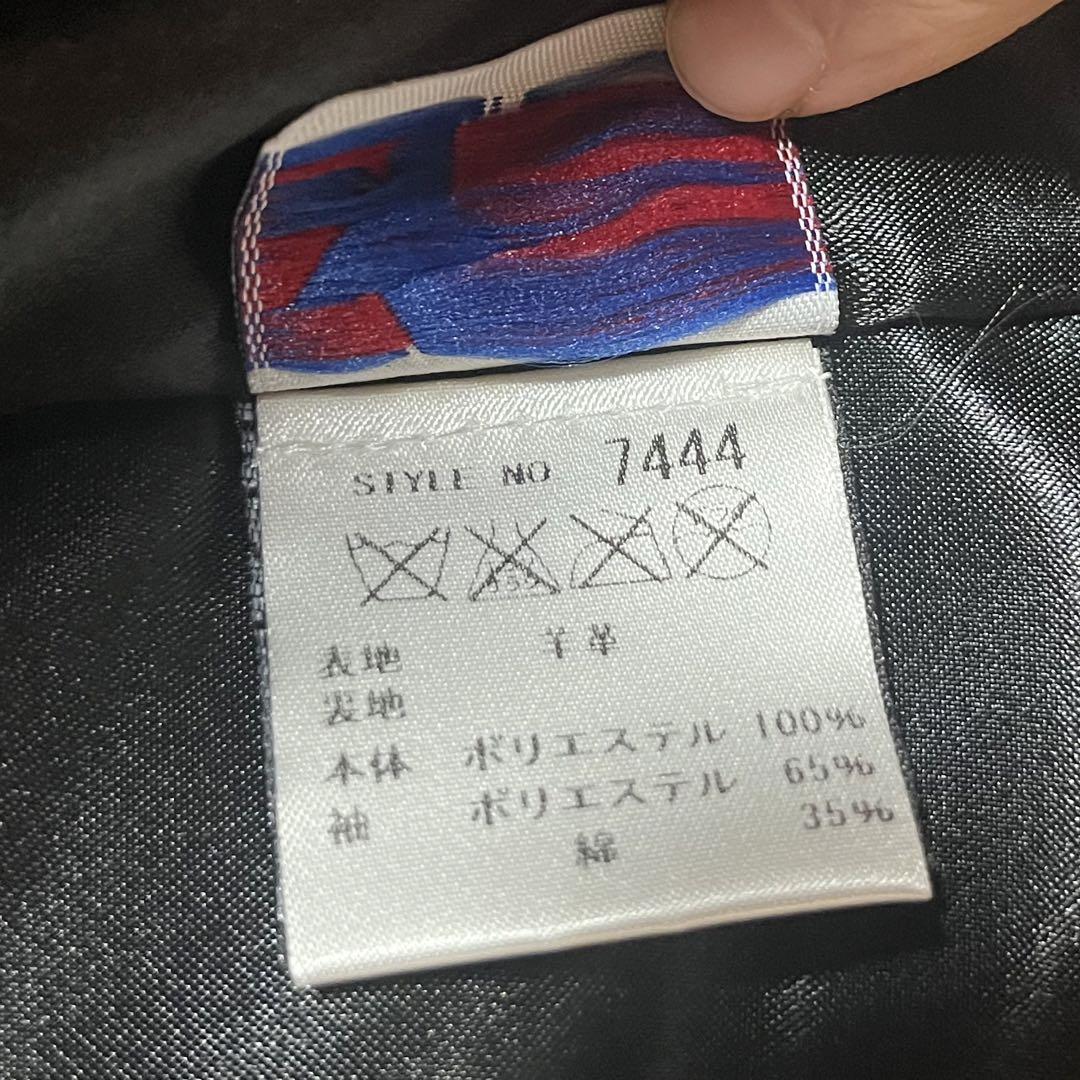 STYLE NO 7444
表地 羊革
裏地
本体 ポリエステル 100%
袖 ポリエステル 65%
綿 35%